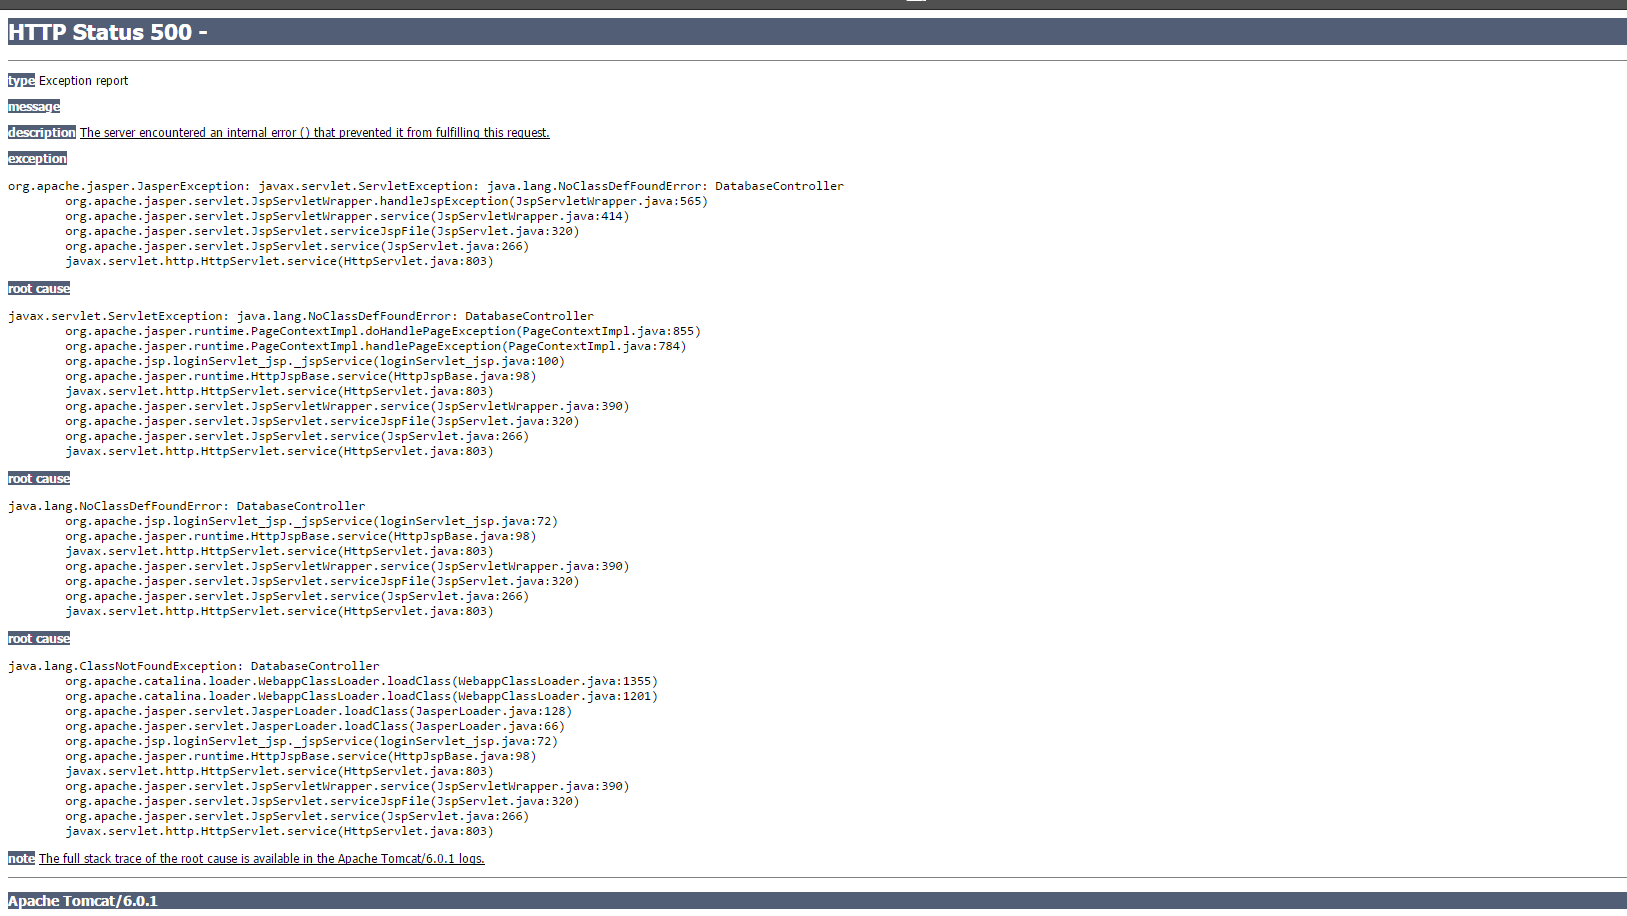 HTTP Status 500 -
type Exception report
message
description The server encountered an internal error () that prevented it from fulfilling this request.
exception
org.apache.jasper.JasperException: javax.servlet.ServletException: java.lang.NoClassDefFoundError: DatabaseController
org.apache.jasper.servlet.JspServletWrapper.handleJspException(JspServletWrapper.java:565)
org.apache.jasper.servlet.JspServletWrapper.service(JspServletWrapper.java:414)
org.apache.jasper.servlet.JspServlet.serviceJspFile(JspServlet.java:320)
org.apache.jasper.servlet.JspServlet.service(JspServlet.java:266)
javax.servlet.http.HttpServlet.service(HttpServlet.java:803)
root cause
javax.servlet.ServletException: java.lang.NoClassDefFoundError: DatabaseController
org.apache.jasper.runtime.PageContextImpl.doHandlePageException(PageContextImpl.java:855)
org.apache.jasper.runtime.PageContextImpl.handlePageException(PageContextImpl.java:784)
org.apache.jsp.loginServlet_jsp._jspService(loginServlet_jsp.java:100)
org.apache.jasper.runtime.HttpJspBase.service(HttpJspBase.java:98)
javax.servlet.http.HttpServlet.service(HttpServlet.java:803)
org.apache.jasper.servlet.JspServletWrapper.service(JspServletWrapper.java:390)
org.apache.jasper.servlet.JspServlet.serviceJspFile(JspServlet.java:320)
org.apache.jasper.servlet.JspServlet.service(JspServlet.java:266)
javax.servlet.http.HttpServlet.service(HttpServlet.java:803)
root cause
java.lang.NoClassDefFoundError: DatabaseController
org.apache.jsp.loginServlet_jsp._jspService(loginServlet_jsp.java:72)
org.apache.jasper.runtime.HttpJspBase.service(HttpJspBase.java:98)
javax.servlet.http.HttpServlet.service(HttpServlet.java:803)
org.apache.jasper.servlet.JspServletWrapper.service(JspServletWrapper.java:390)
org.apache.jasper.servlet.JspServlet.serviceJspFile(JspServlet.java:320)
org.apache.jasper.servlet.JspServlet.service(JspServlet.java:266)
javax.servlet.http.HttpServlet.service(HttpServlet.java:803)
root cause
java.lang.ClassNotFoundException: DatabaseController
org.apache.catalina.loader.WebappClassLoader.loadClass(WebappClassLoader.java:1355)
org.apache.catalina.loader.WebappClassLoader.loadClass(WebappClassLoader.java:1201)
org.apache.jasper.servlet.JasperLoader.loadClass(JasperLoader.java:128)
org.apache.jasper.servlet.JasperLoader.loadClass(JasperLoader.java:66)
org.apache.jsp.loginServlet_jsp._jspService(loginServlet_jsp.java:72)
org.apache.jasper.runtime.HttpJspBase.service(HttpJspBase.java:98)
javax.servlet.http.HttpServlet.service(HttpServlet.java:803)
org.apache.jasper.servlet.JspServletWrapper.service(JspServletWrapper.java:390)
org.apache.jasper.servlet.JspServlet.serviceJspFile(JspServlet.java:320)
org.apache.jasper.servlet.JspServlet.service(JspServlet.java:266)
javax.servlet.http.HttpServlet.service(HttpServlet.java:803)
note The full stack trace of the root cause is available in the Apache Tomcat/6.0.1 logs.
Apache Tomcat/6.0.1